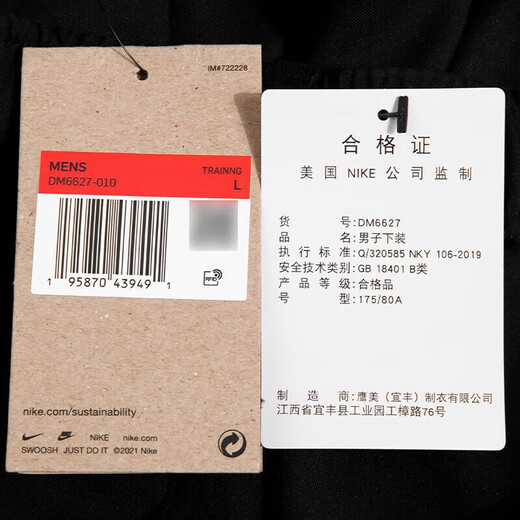 IM#722228
MENS
TRAINNG
DM6627-010
L
1 95870 43949 1
RFID
nike.com/sustainability
NIKE nike.com
SWOOSH JUST DO IT ©2021 Nike
合格证
美国 NIKE 公司监制
货号:DM6627
品名:男子下装
执行标准:Q/320585 NKY 106-2019
安全技术类别:GB 18401 B类
产品等级:合格品
号型:175/80A
制造商:鹰美（宜丰）制衣有限公司
江西省宜丰县工业园工樟路76号